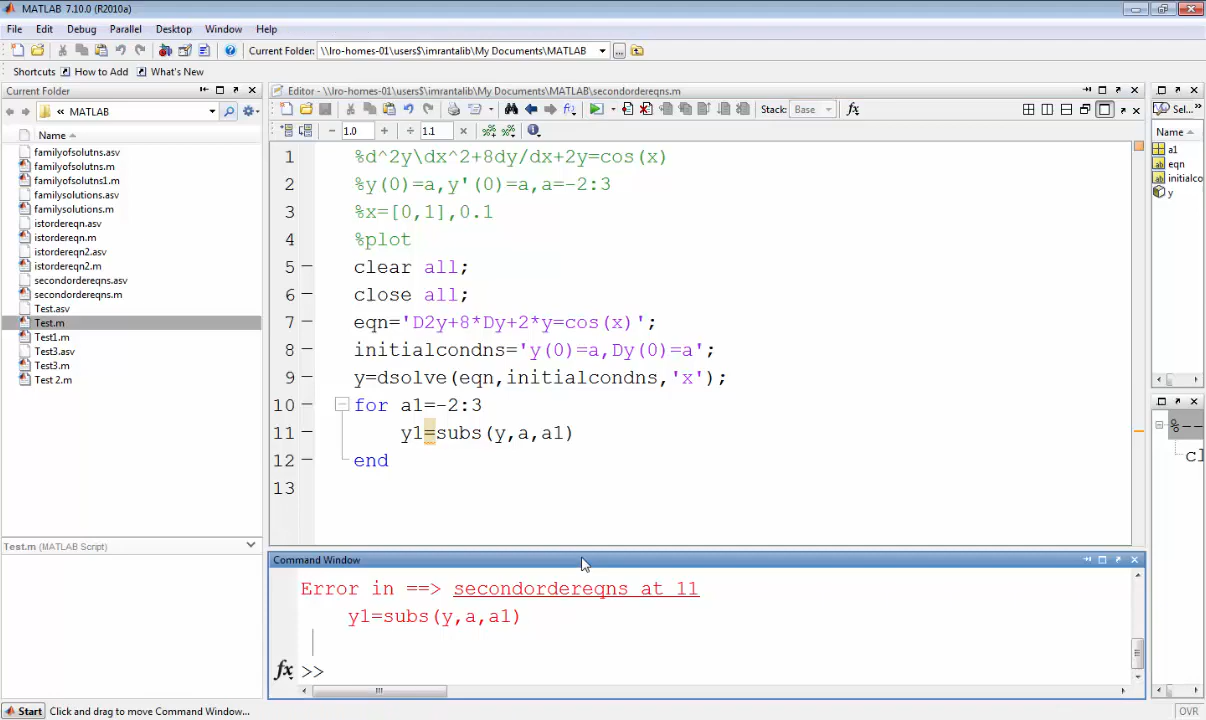 MATLAB 7.10.0 (R2010a)
File Edit Debug Parallel Desktop Window Help
Current Folder: \\lro-homes-01\users$\imrantalib\My Documents\MATLAB
Shortcuts How to Add What's New
Current Folder
« MATLAB
Name
familyofsolutns.asv
familyofsolutns.m
familyofsolutns1.m
familysolutions.asv
familysolutions.m
istordereqn.asv
istordereqn.m
istordereqn2.asv
istordereqn2.m
secondordereqns.asv
secondordereqns.m
Test.asv
Test.m
Test1.m
Test3.asv
Test3.m
Test 2.m
Test.m (MATLAB Script)
Editor - \\lro-homes-01\users$\imrantalib\My Documents\MATLAB\secondordereqns.m
Stack: Base
1.0 1.1
1 %d^2y\dx^2+8dy/dx+2y=cos(x)
2 %y(0)=a,y'(0)=a,a=-2:3
3 %x=[0,1],0.1
4 %plot
5 clear all;
6 close all;
7 eqn='D2y+8*Dy+2*y=cos(x)';
8 initialcondns='y(0)=a,Dy(0)=a';
9 y=dsolve(eqn,initialcondns,'x');
10 for a1=-2:3
11 y1=subs(y,a,a1)
12 end
13
Command Window
Error in ==> secondordereqns at 11
y1=subs(y,a,a1)
fx >>
Sel...
Name
a1
eqn
initialco
y
%--
cl
Start Click and drag to move Command Window...
OVR